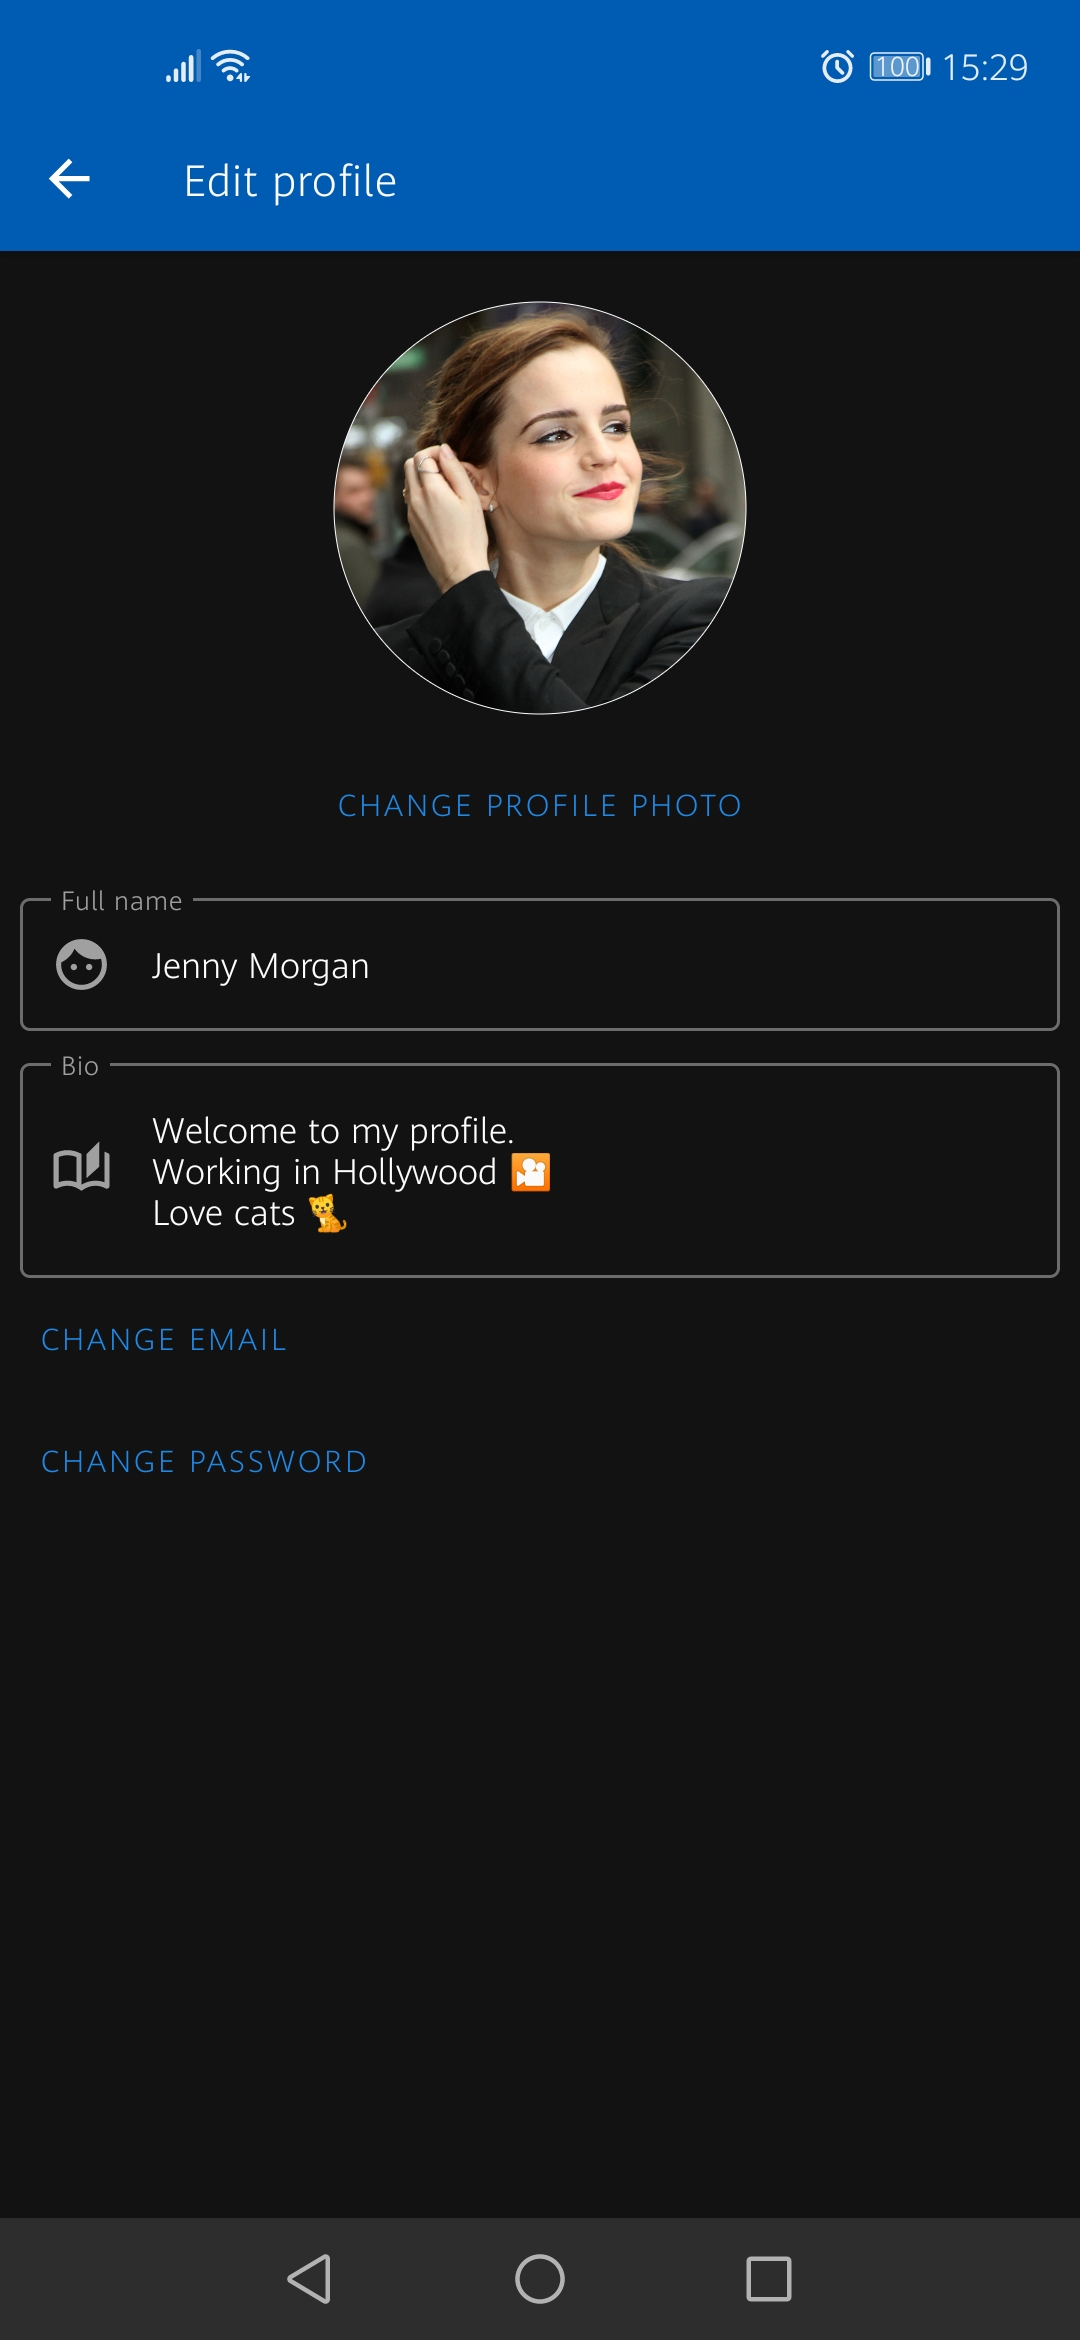 100 15:29
Edit profile
CHANGE PROFILE PHOTO
Full name
Jenny Morgan
Bio
Welcome to my profile.
Working in Hollywood 🎦
Love cats 🐈
CHANGE EMAIL
CHANGE PASSWORD